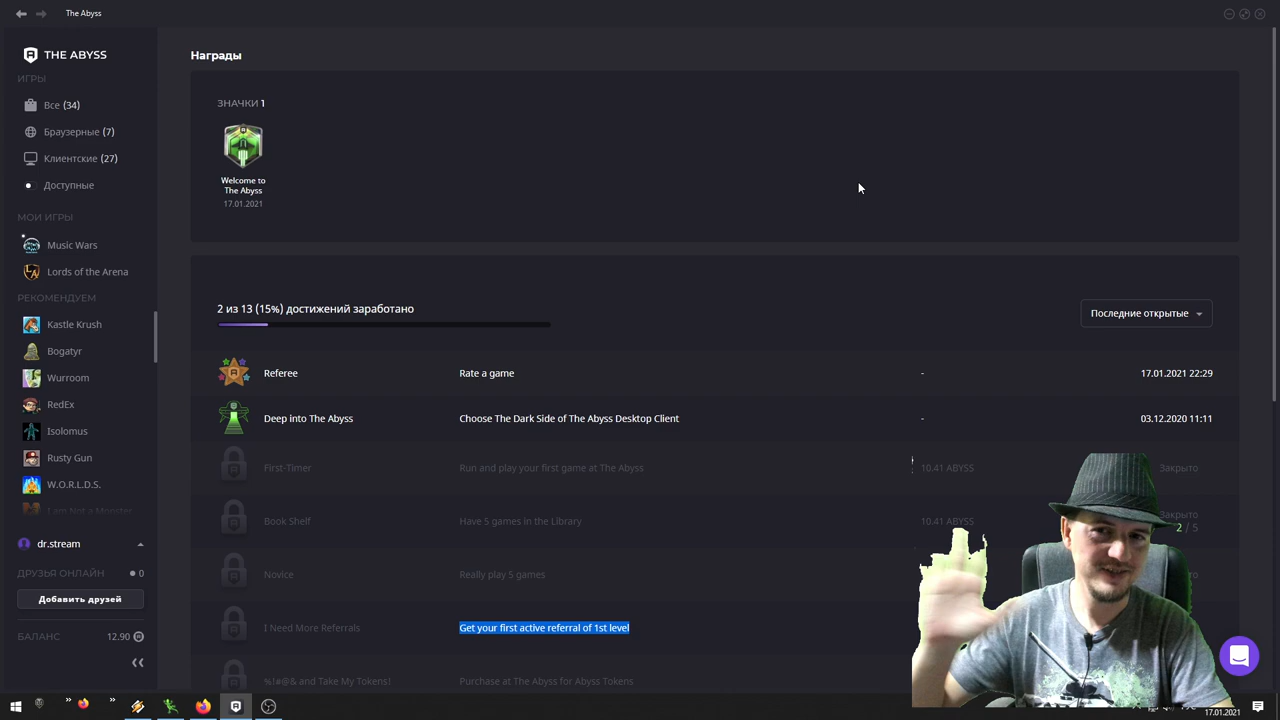 The Abyss
THE ABYSS
ИГРЫ
Все (34)
Браузерные (7)
Клиентские (27)
Доступные
МОИ ИГРЫ
Music Wars
Lords of the Arena
РЕКОМЕНДУЕМ
Kastle Krush
Bogatyr
Wurroom
RedEx
Isolomus
Rusty Gun
W.O.R.L.D.S.
I am Not a Monster
dr.stream
ДРУЗЬЯ ОНЛАЙН
0
Добавить друзей
БАЛАНС
12.90
Награды
ЗНАЧКИ 1
Welcome to
The Abyss
17.01.2021
2 из 13 (15%) достижений заработано
Последние открытые
Referee
Rate a game
-
17.01.2021 22:29
Deep into The Abyss
Choose The Dark Side of The Abyss Desktop Client
-
03.12.2020 11:11
First-Timer
Run and play your first game at The Abyss
10.41 ABYSS
Закрыто
Book Shelf
Have 5 games in the Library
10.41 ABYSS
Закрыто
2 / 5
Novice
Really play 5 games
I Need More Referrals
Get your first active referral of 1st level
%!#@& and Take My Tokens!
Purchase at The Abyss for Abyss Tokens
17.01.2021